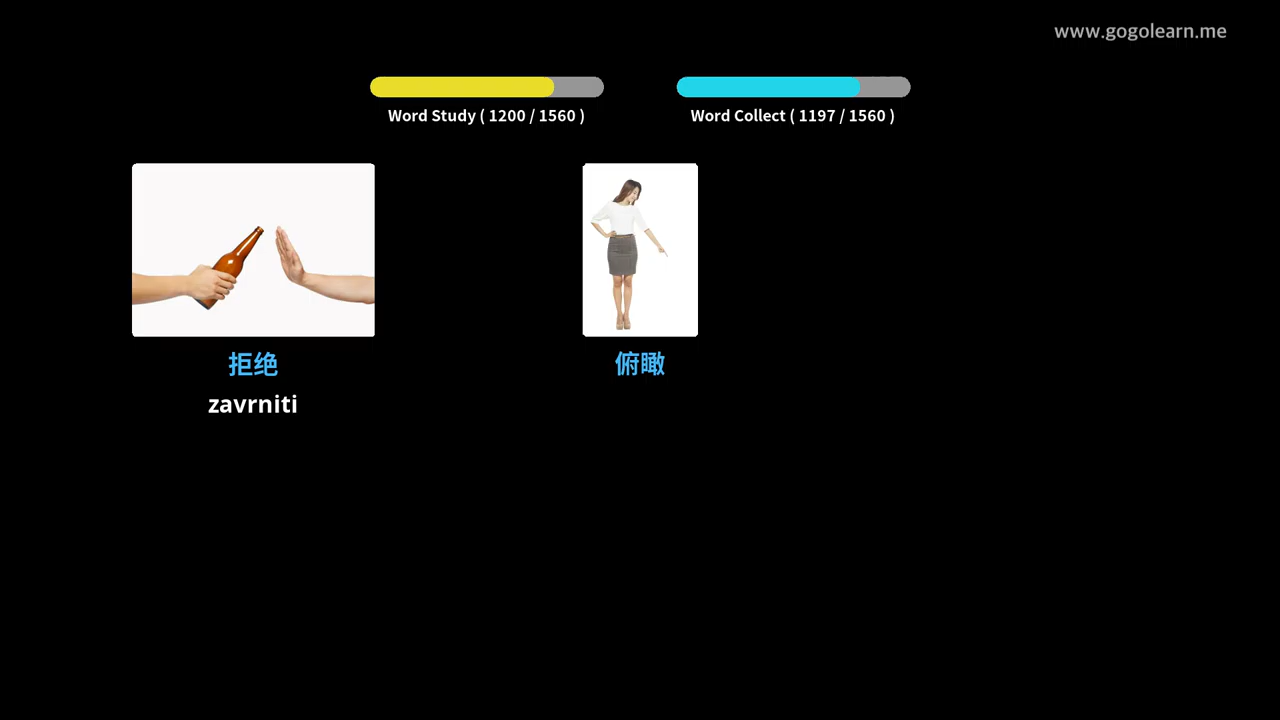 www.gogolearn.me
Word Study ( 1200 / 1560 )
Word Collect ( 1197 / 1560 )
拒绝
俯瞰
zavrniti